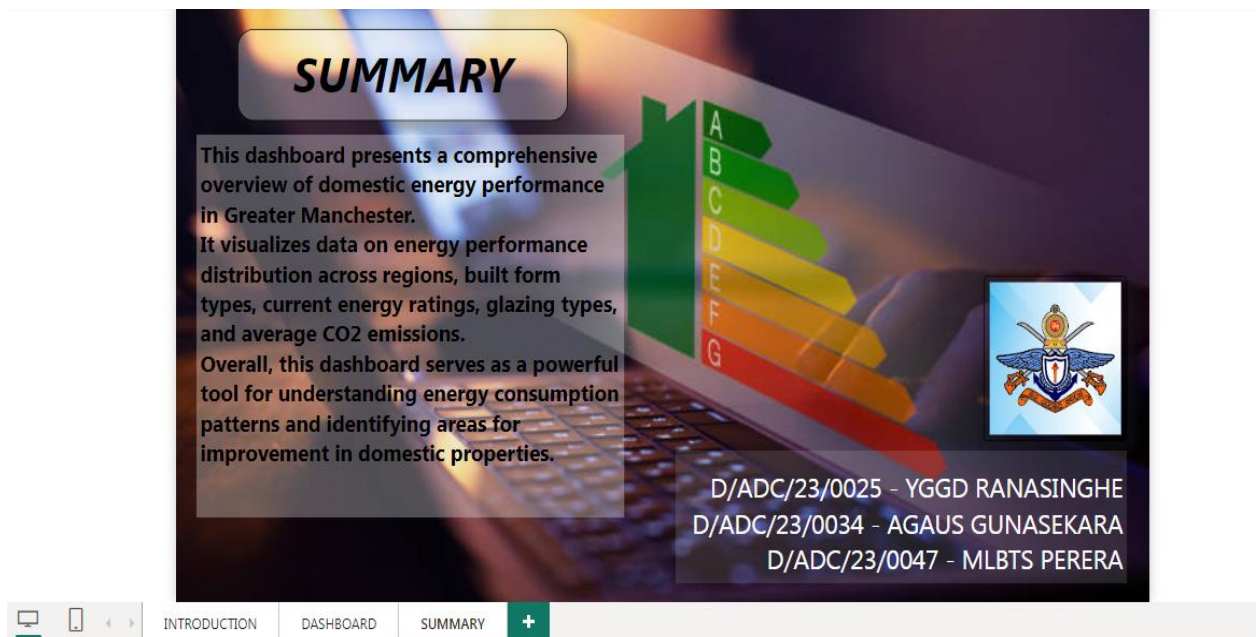 SUMMARY
This dashboard presents a comprehensive
overview of domestic energy performance
in Greater Manchester.
It visualizes data on energy performance
distribution across regions, built form
types, current energy ratings, glazing types,
and average CO2 emissions.
Overall, this dashboard serves as a powerful
tool for understanding energy consumption
patterns and identifying areas for
improvement in domestic properties.
A
B
C
D
E
F
G
D/ADC/23/0025 - YGGD RANASINGHE
D/ADC/23/0034 - AGAUS GUNASEKARA
D/ADC/23/0047 - MLBTS PERERA
INTRODUCTION DASHBOARD SUMMARY +